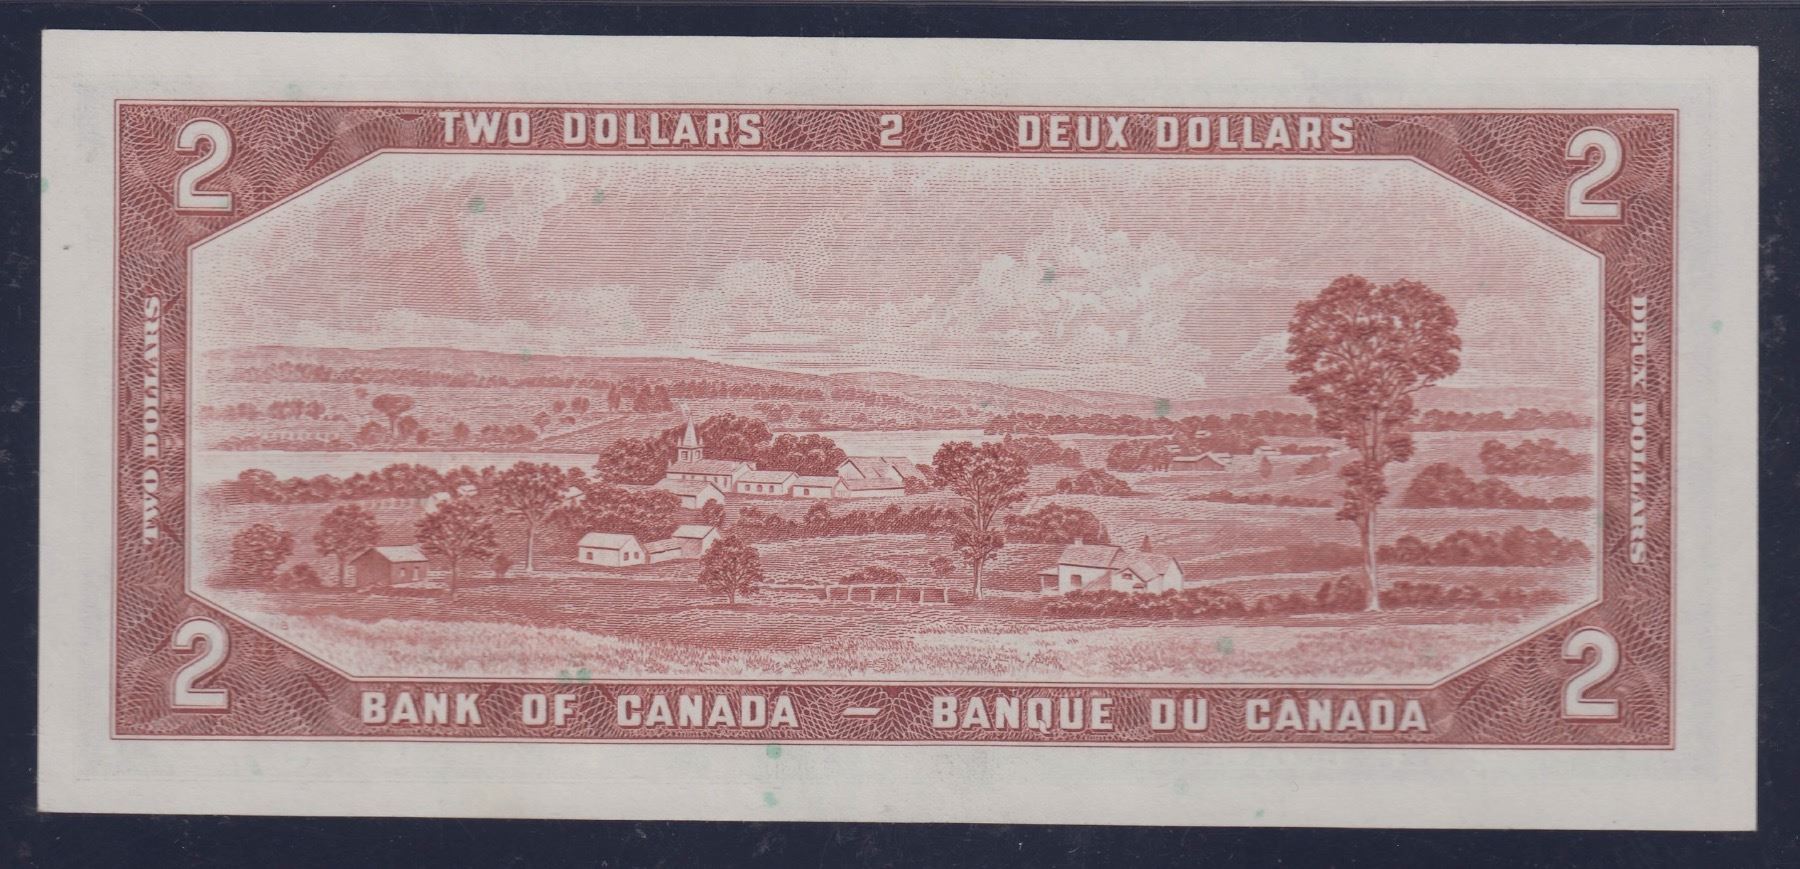 TWO DOLLARS 2 DEUX DOLLARS
2
2
TWO DOLLARS
DEUX DOLLARS
2
2
BANK OF CANADA — BANQUE DU CANADA